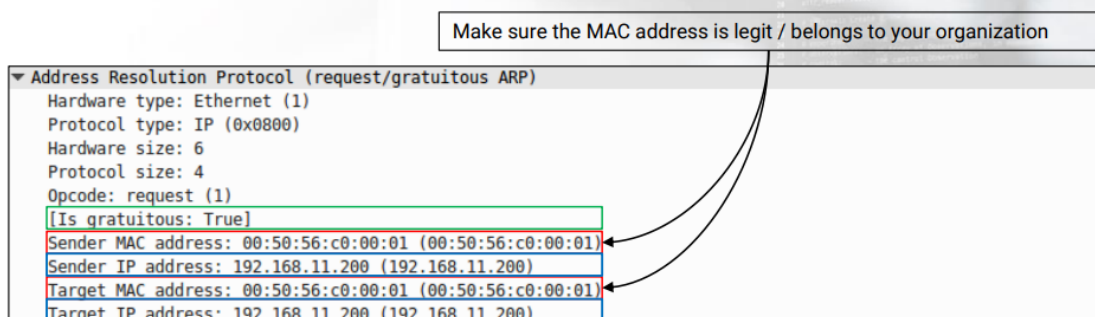 Make sure the MAC address is legit / belongs to your organization
Address Resolution Protocol (request/gratuitous ARP)
Hardware type: Ethernet (1)
Protocol type: IP (0x0800)
Hardware size: 6
Protocol size: 4
Opcode: request (1)
[Is gratuitous: True]
Sender MAC address: 00:50:56:c0:00:01 (00:50:56:c0:00:01)
Sender IP address: 192.168.11.200 (192.168.11.200)
Target MAC address: 00:50:56:c0:00:01 (00:50:56:c0:00:01)
Target IP address: 192.168.11.200 (192.168.11.200)